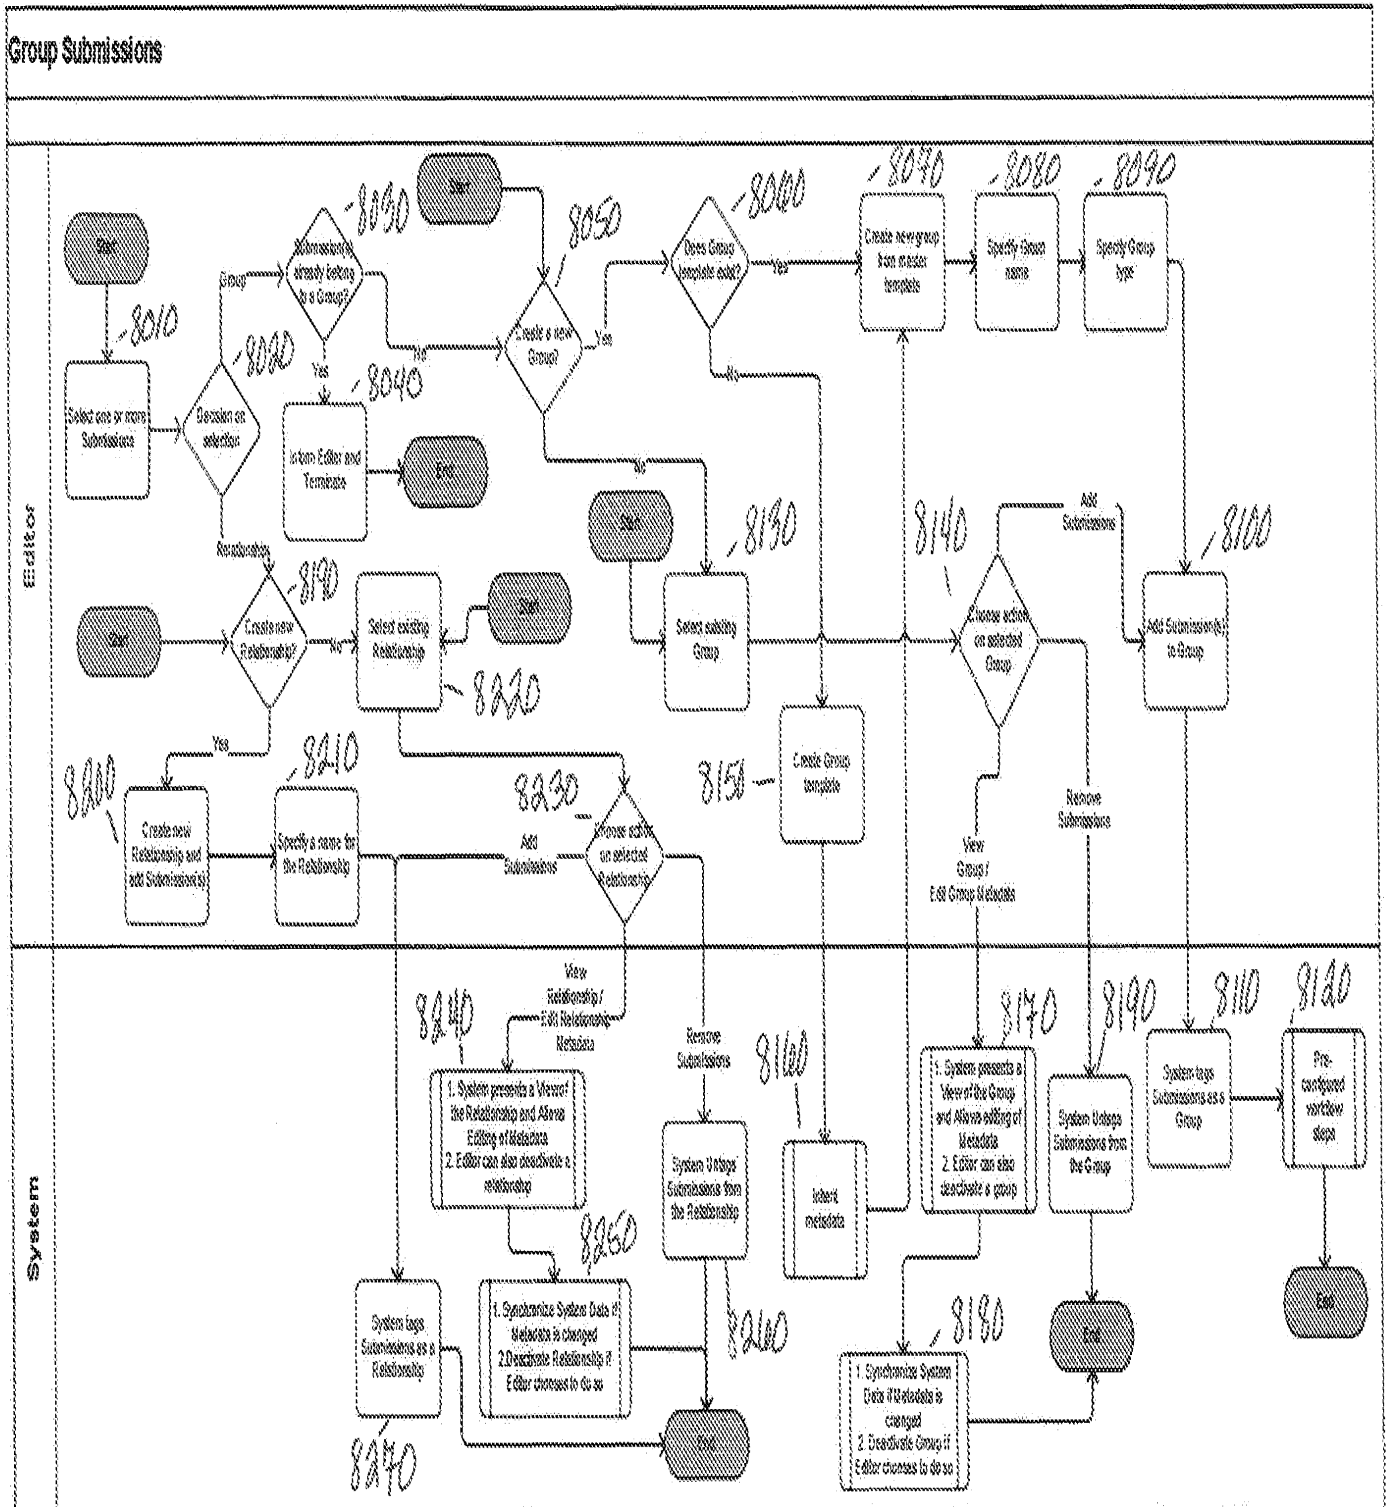 Group Submissions
Editor
Start
8010
Select one or more
Submissions
8020
Decision on
selection
Group
Relationship
8030
Submission(s)
already belong
to a Group?
Yes
No
8040
Inform Editor and
Terminate
End
Start
8050
Create a new
Group?
Yes
No
8060
Does Group
template exist?
Yes
No
8070
Create new group
from master
template
8080
Specify Group
name
8090
Specify Group
type
8100
Add Submission(s)
to Group
Start
8130
Select existing
Group
8140
Choose action
on selected
Group
Add
Submissions
Remove
Submissions
View
Group /
Edit Group Metadata
8150
Create Group
template
Start
8190
Create new
Relationship?
No
Yes
Select existing
Relationship
8220
Start
8200
Create new
Relationship and
add Submission(s)
8210
Specify a name for
the Relationship
8230
Choose action
on selected
Relationship
Add
Submissions
View
Relationship /
Edit Relationship
Metadata
Remove
Submissions
System
8240
1. System presents a View of
the Relationship and Allows
Editing of Metadata
2. Editor can also deactivate a
relationship
8250
1. Synchronize System Data if
Metadata is changed
2.Deactivate Relationship if
Editor chooses to do so
System Untags
Submissions from
the Relationship
8260
System tags
Submissions as a
Relationship
8270
End
8160
Inherit
metadata
8170
1. System presents a
View of the Group
and Allows editing of
Metadata
2. Editor can also
deactivate a group
8180
1. Synchronize System
Data if Metadata is
changed
2. Deactivate Group if
Editor chooses to do so
8190
System Untags
Submissions from
the Group
End
8110
System tags
Submissions as a
Group
8120
Pre-
configured
workflow
steps
End